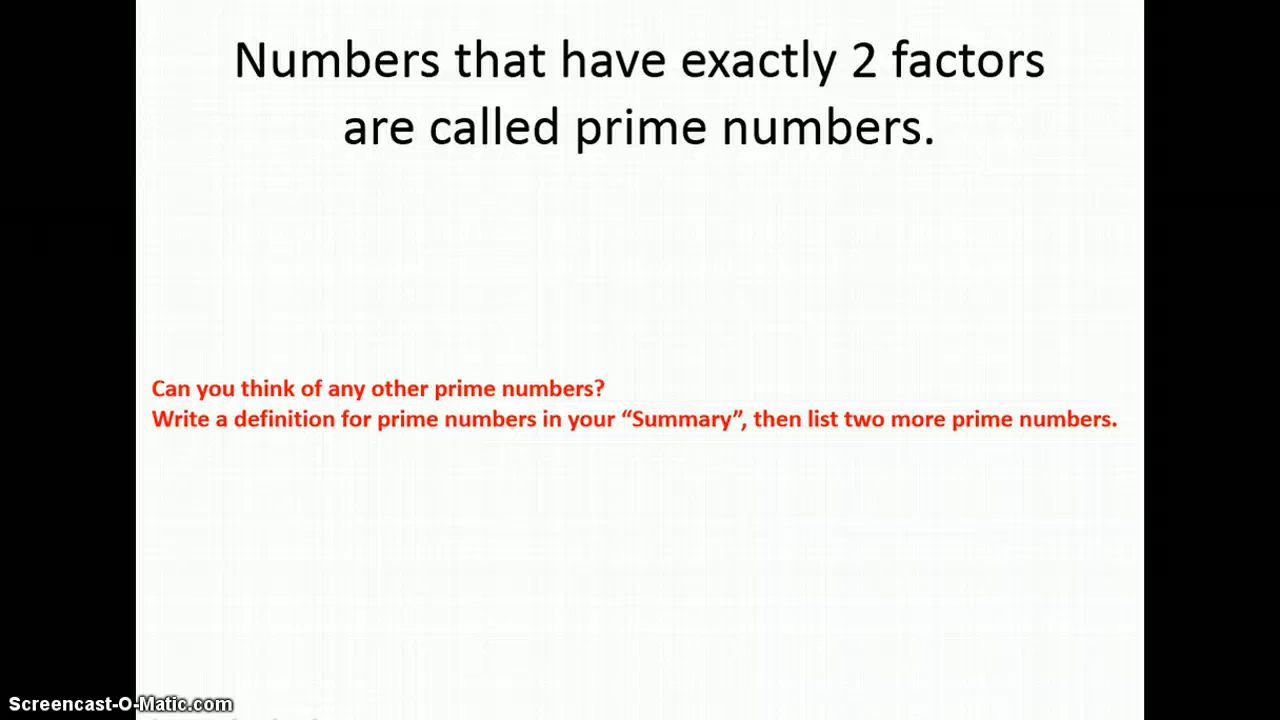 Numbers that have exactly 2 factors
are called prime numbers.
Can you think of any other prime numbers?
Write a definition for prime numbers in your “Summary”, then list two more prime numbers.
Screencast-O-Matic.com